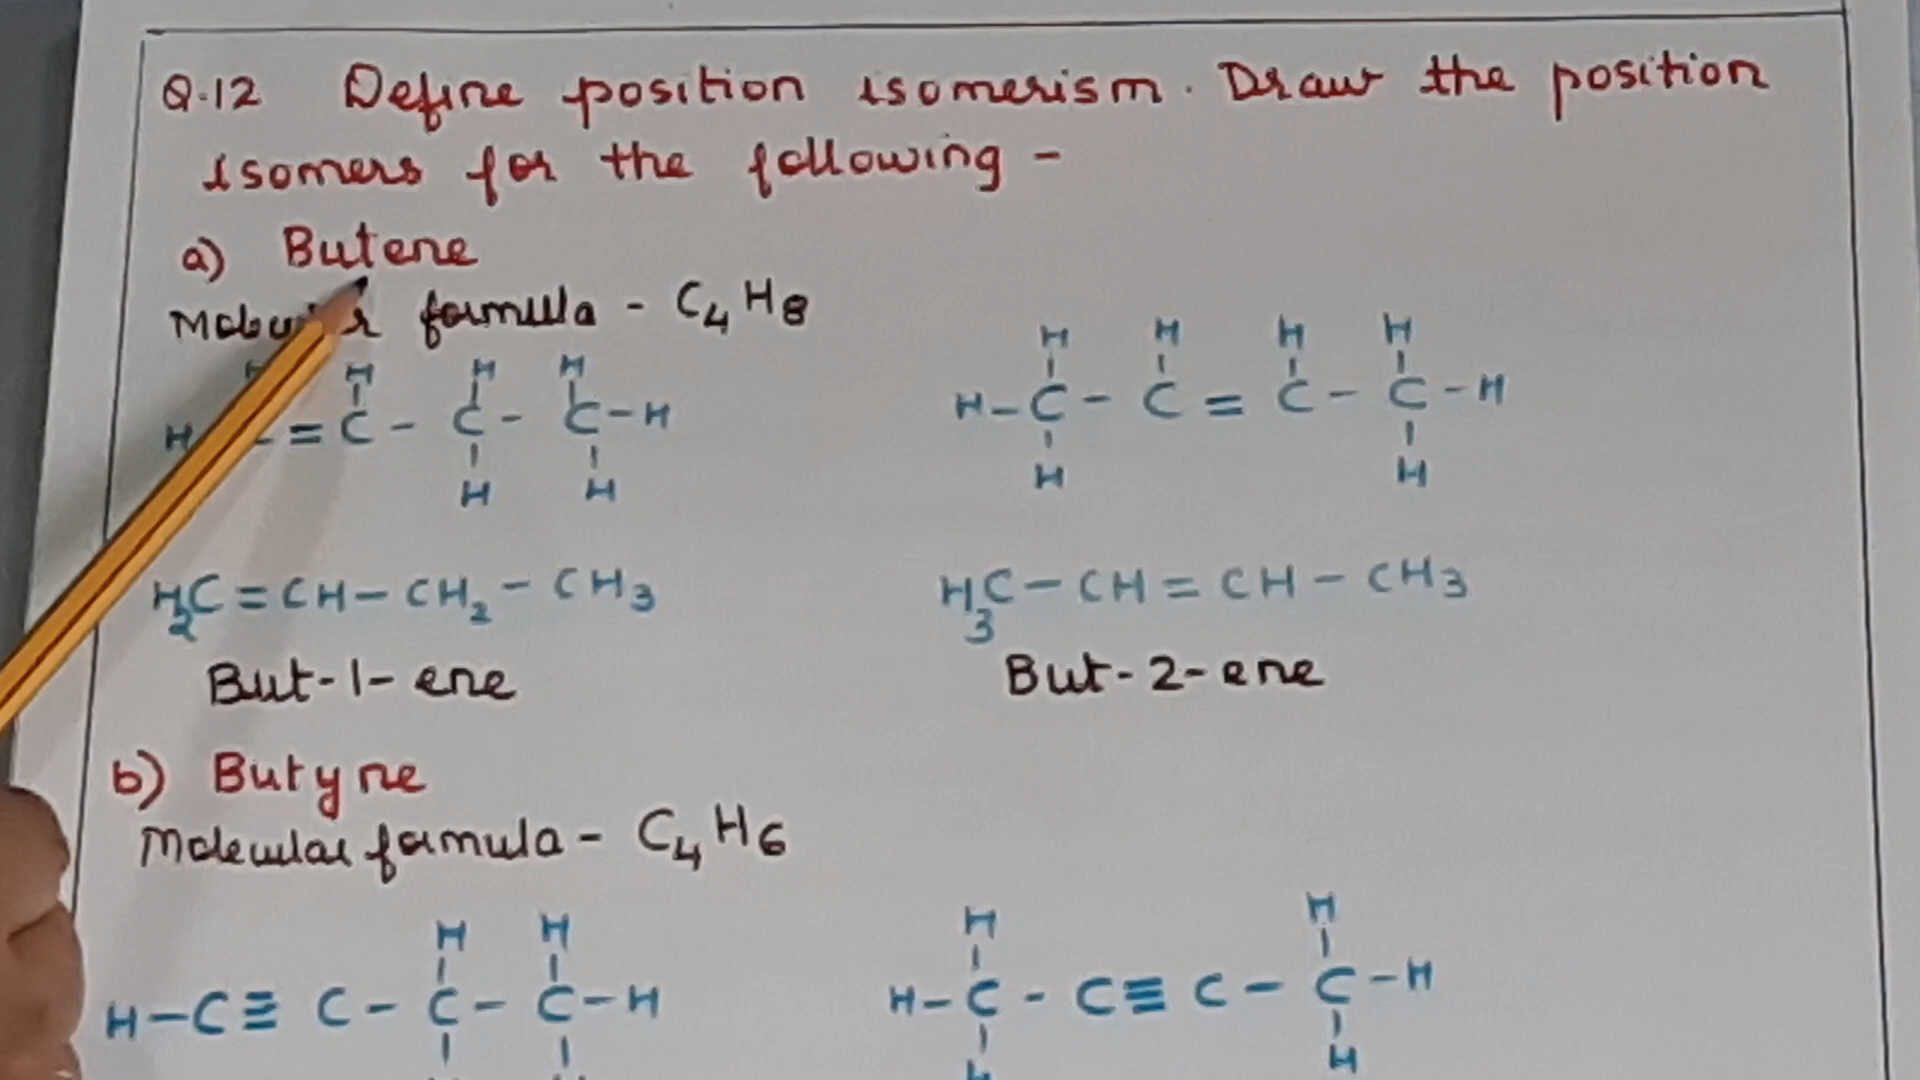 Q.12 Define position isomerism. Draw the position
isomers for the following -
a) Butene
formula - C4H8
H H H H H H H
= C - C - C - H H - C - C = C - C - H
H H H H H
H2C = CH - CH2 - CH3 H3C - CH = CH - CH3
But-1-ene But-2-ene
b) Butyne
Molecular formula - C4H6
H H H H
H - C ≡ C - C - C - H H - C - C ≡ C - C - H
H